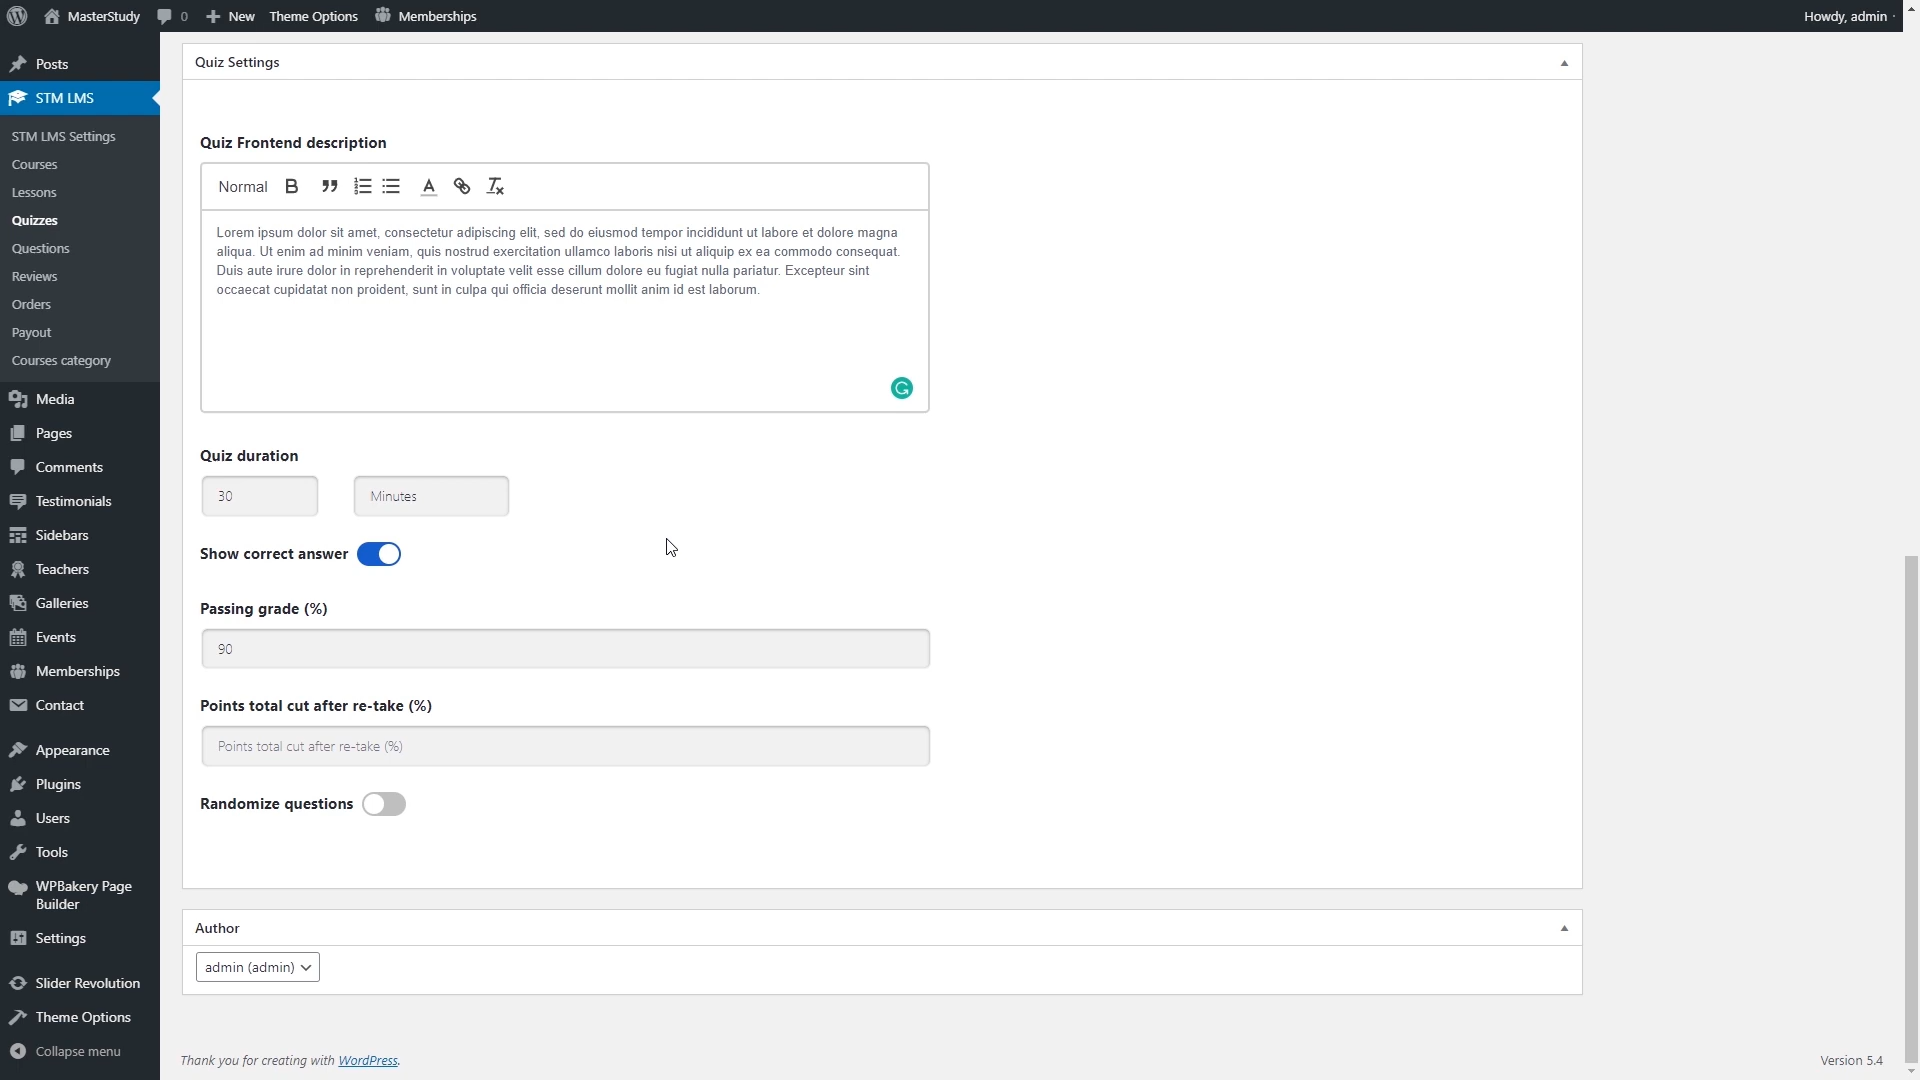 MasterStudy 0 New Theme Options Memberships Howdy, admin
Posts
STM LMS
STM LMS Settings
Courses
Lessons
Quizzes
Questions
Reviews
Orders
Payout
Courses category
Media
Pages
Comments
Testimonials
Sidebars
Teachers
Galleries
Events
Memberships
Contact
Appearance
Plugins
Users
Tools
WPBakery Page
Builder
Settings
Slider Revolution
Theme Options
Collapse menu
Quiz Settings
Quiz Frontend description
Normal
Lorem ipsum dolor sit amet, consectetur adipiscing elit, sed do eiusmod tempor incididunt ut labore et dolore magna
aliqua. Ut enim ad minim veniam, quis nostrud exercitation ullamco laboris nisi ut aliquip ex ea commodo consequat.
Duis aute irure dolor in reprehenderit in voluptate velit esse cillum dolore eu fugiat nulla pariatur. Excepteur sint
occaecat cupidatat non proident, sunt in culpa qui officia deserunt mollit anim id est laborum.
Quiz duration
30 Minutes
Show correct answer
Passing grade (%)
90
Points total cut after re-take (%)
Points total cut after re-take (%)
Randomize questions
Author
admin (admin)
Thank you for creating with WordPress. Version 5.4